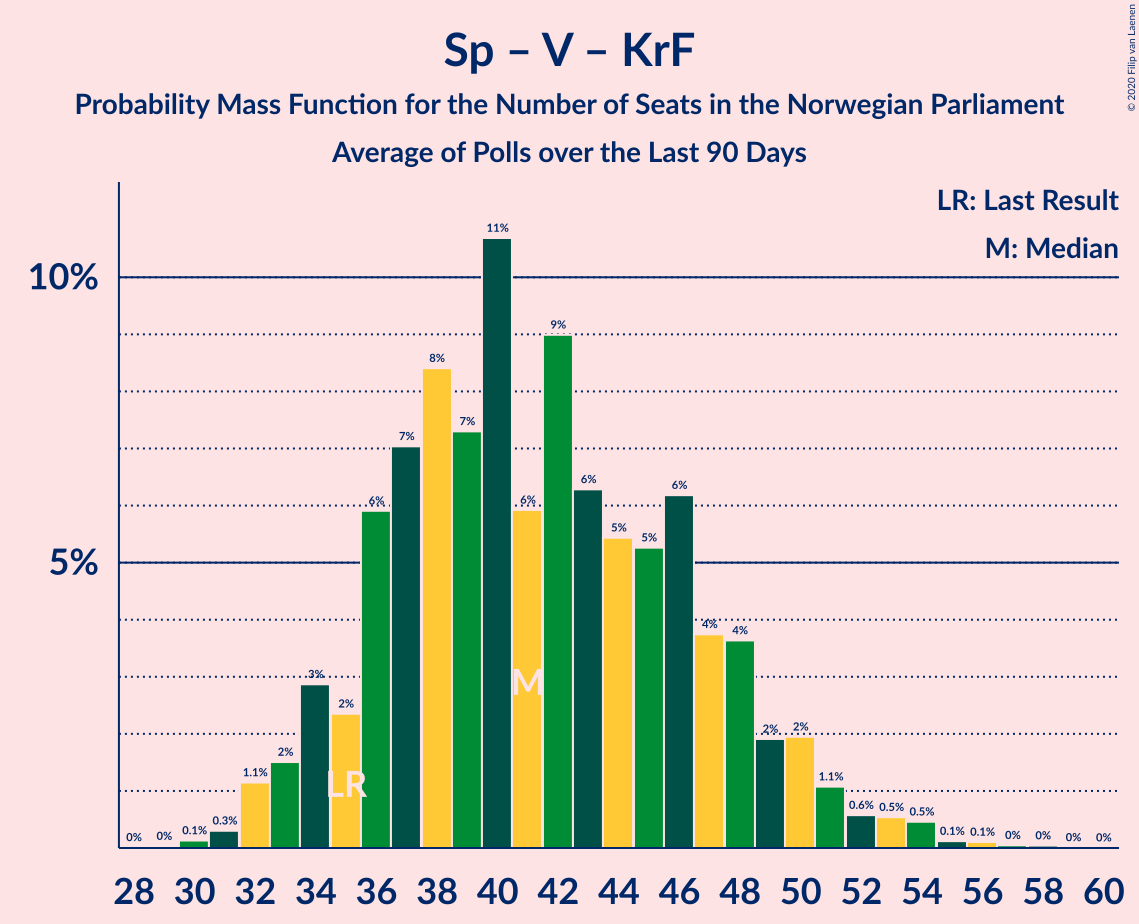 © 2020 Filip van Laenen
Sp – V – KrF
Probability Mass Function for the Number of Seats in the Norwegian Parliament
Average of Polls over the Last 90 Days
LR: Last Result
M: Median
10%
5%
0% 0% 0.1% 0.3% 1.1% 2% 3% 2% 6% 7% 8% 7% 11% 6% 9% 6% 5% 5% 6% 4% 4% 2% 2% 1.1% 0.6% 0.5% 0.5% 0.1% 0.1% 0% 0% 0% 0%
M
LR
28 30 32 34 36 38 40 42 44 46 48 50 52 54 56 58 60